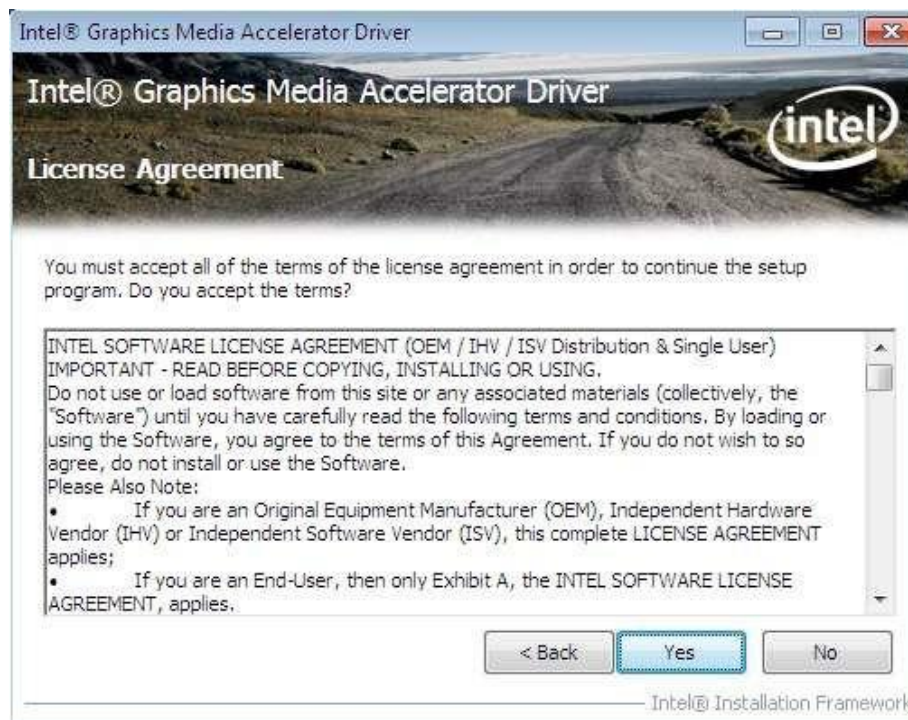 Intel® Graphics Media Accelerator Driver
Intel® Graphics Media Accelerator Driver
intel
License Agreement
You must accept all of the terms of the license agreement in order to continue the setup
program. Do you accept the terms?
INTEL SOFTWARE LICENSE AGREEMENT (OEM / IHV / ISV Distribution & Single User)
IMPORTANT - READ BEFORE COPYING, INSTALLING OR USING.
Do not use or load software from this site or any associated materials (collectively, the
"Software") until you have carefully read the following terms and conditions. By loading or
using the Software, you agree to the terms of this Agreement. If you do not wish to so
agree, do not install or use the Software.
Please Also Note:
• If you are an Original Equipment Manufacturer (OEM), Independent Hardware
Vendor (IHV) or Independent Software Vendor (ISV), this complete LICENSE AGREEMENT
applies;
• If you are an End-User, then only Exhibit A, the INTEL SOFTWARE LICENSE
AGREEMENT, applies.
< Back Yes No
Intel® Installation Framework